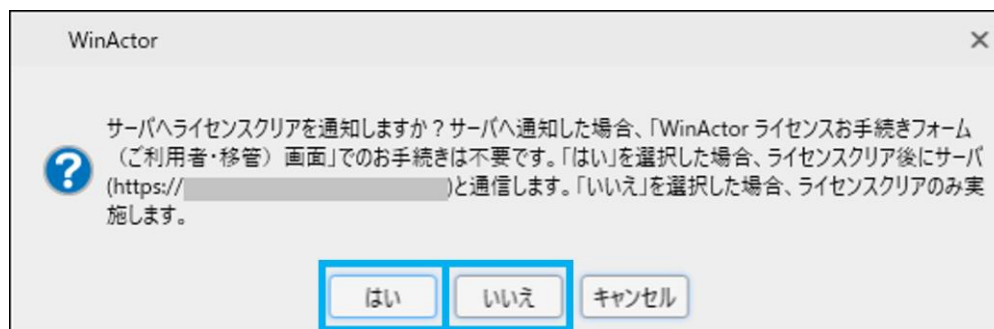 WinActor
サーバへライセンスクリアを通知しますか？サーバへ通知した場合、「WinActor ライセンスお手続きフォーム
（ご利用者・移管） 画面」でのお手続きは不要です。「はい」を選択した場合、ライセンスクリア後にサーバ
(https:// )と通信します。「いいえ」を選択した場合、ライセンスクリアのみ実
施します。
はい いいえ キャンセル